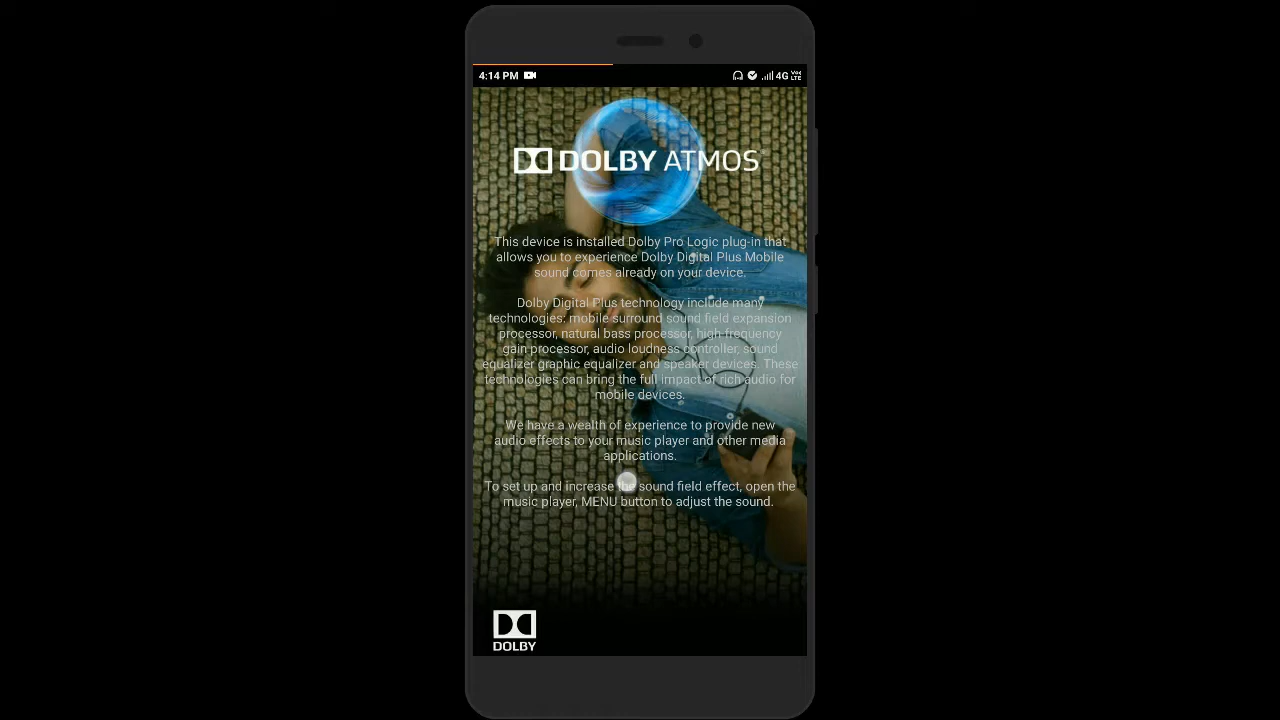 4:14 PM 4G VoLTE
DOLBY ATMOS
This device is installed Dolby Pro Logic plug-in that
allows you to experience Dolby Digital Plus Mobile
sound comes already on your device.
Dolby Digital Plus technology include many
technologies: mobile surround sound field expansion
processor, natural bass processor, high-frequency
gain processor, audio loudness controller, sound
equalizer graphic equalizer and speaker devices. These
technologies can bring the full impact of rich audio for
mobile devices.
We have a wealth of experience to provide new
audio effects to your music player and other media
applications.
To set up and increase the sound field effect, open the
music player, MENU button to adjust the sound.
DOLBY